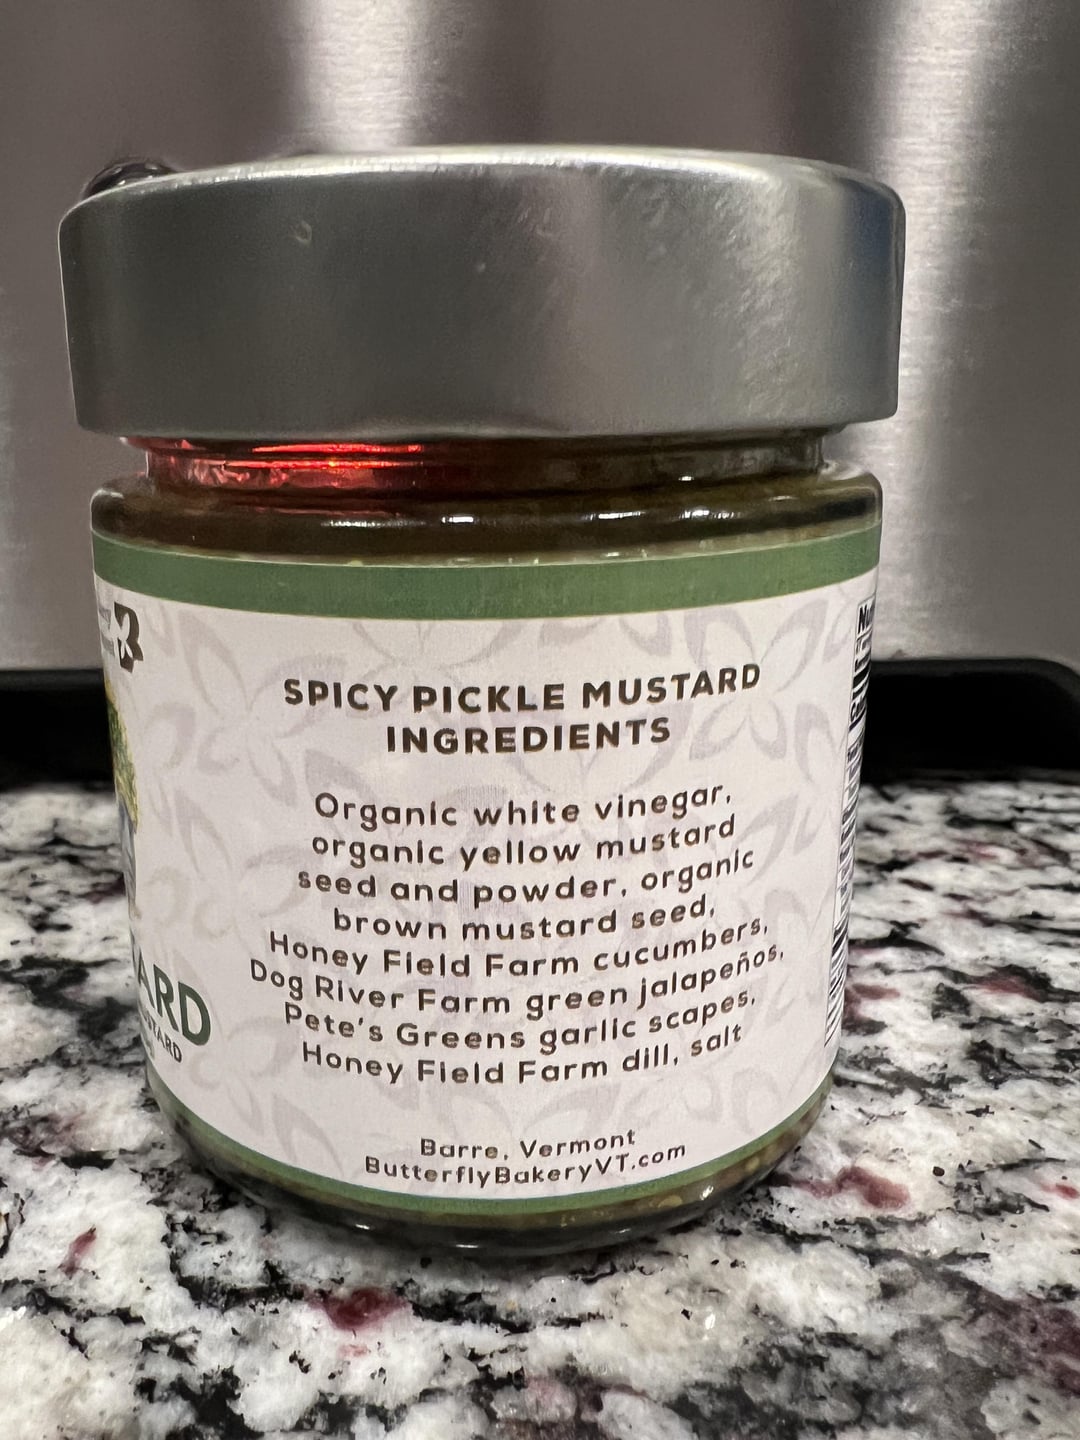 SPICY PICKLE MUSTARD
INGREDIENTS
Organic white vinegar,
organic yellow mustard
seed and powder, organic
brown mustard seed,
Honey Field Farm cucumbers,
Dog River Farm green jalapeños,
Pete's Greens garlic scapes,
Honey Field Farm dill, salt
Barre, Vermont
ButterflyBakeryVT.com